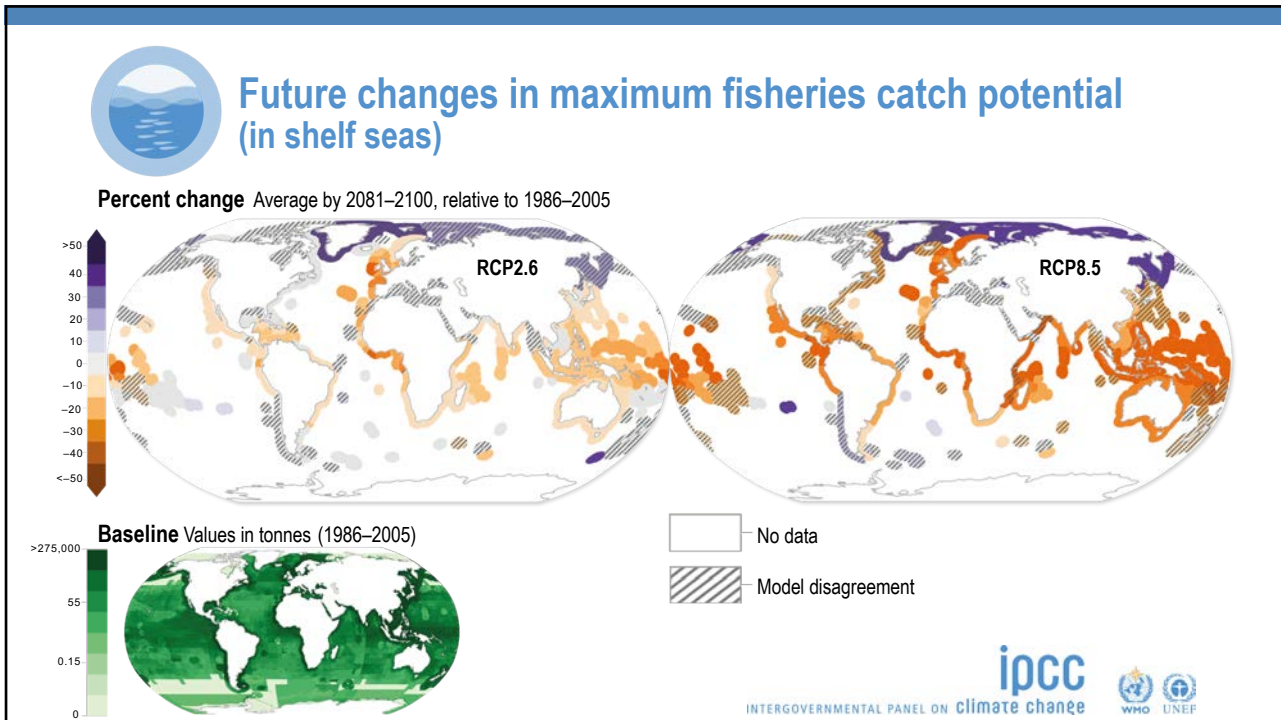 Future changes in maximum fisheries catch potential
(in shelf seas)
Percent change Average by 2081–2100, relative to 1986–2005
>50
40
30
20
10
0
−10
−20
−30
−40
<−50
RCP2.6
RCP8.5
Baseline Values in tonnes (1986–2005)
>275,000
55
0.15
0
No data
Model disagreement
ipcc
INTERGOVERNMENTAL PANEL ON climate change
WMO
UNEP